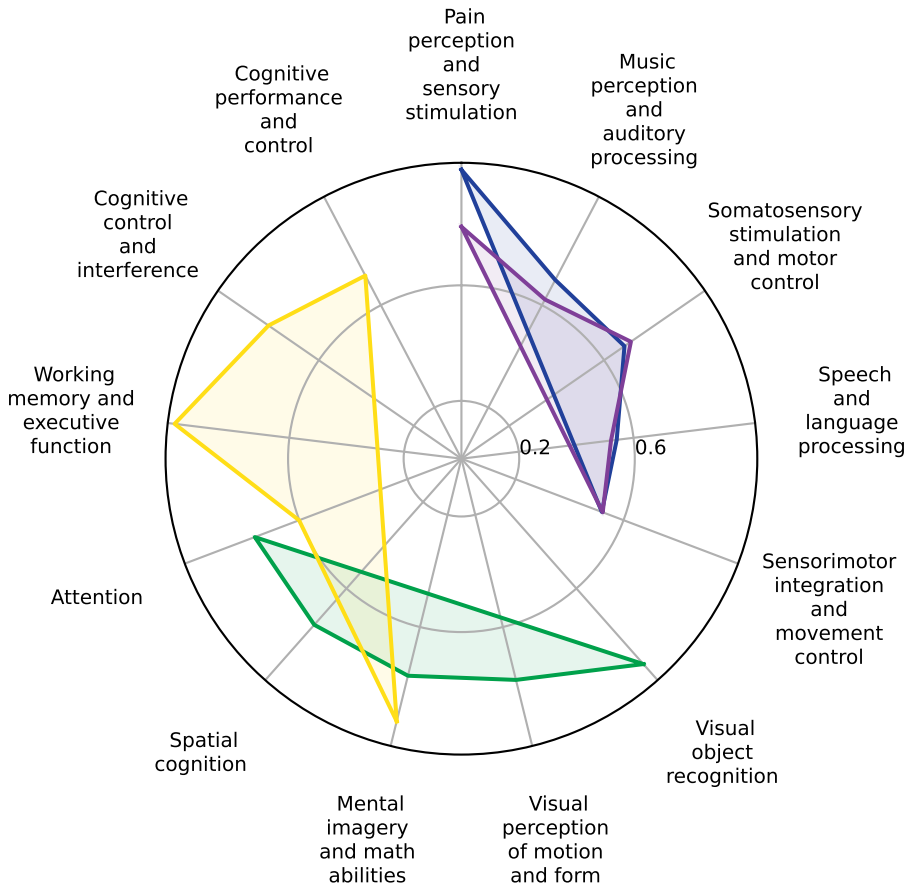 Pain
perception
and
sensory
stimulation
Music
perception
and
auditory
processing
Somatosensory
stimulation
and motor
control
Speech
and
language
processing
Sensorimotor
integration
and
movement
control
Visual
object
recognition
Visual
perception
of motion
and form
Mental
imagery
and math
abilities
Spatial
cognition
Attention
Working
memory and
executive
function
Cognitive
control
and
interference
Cognitive
performance
and
control
0.2
0.6